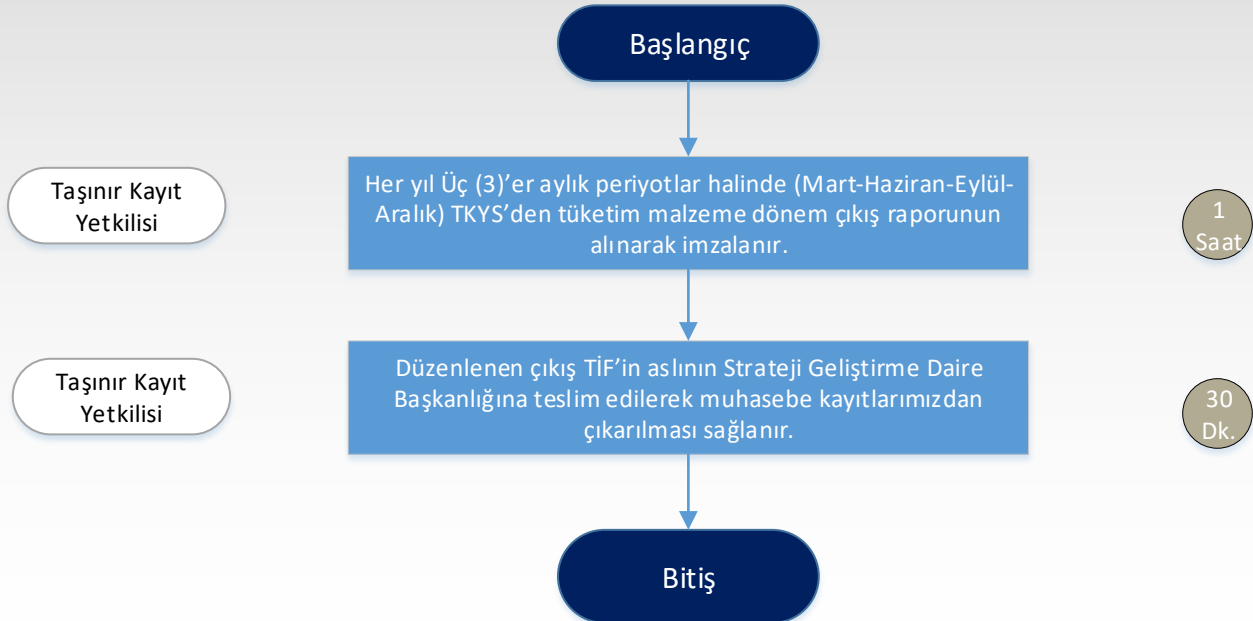 Başlangıç
Taşınır Kayıt
Yetkilisi
Her yıl Üç (3)’er aylık periyotlar halinde (Mart-Haziran-Eylül-
Aralık) TKYS’den tüketim malzeme dönem çıkış raporunun
alınarak imzalanır.
1
Saat
Taşınır Kayıt
Yetkilisi
Düzenlenen çıkış TİF’in aslının Strateji Geliştirme Daire
Başkanlığına teslim edilerek muhasebe kayıtlarımızdan
çıkarılması sağlanır.
30
Dk.
Bitiş